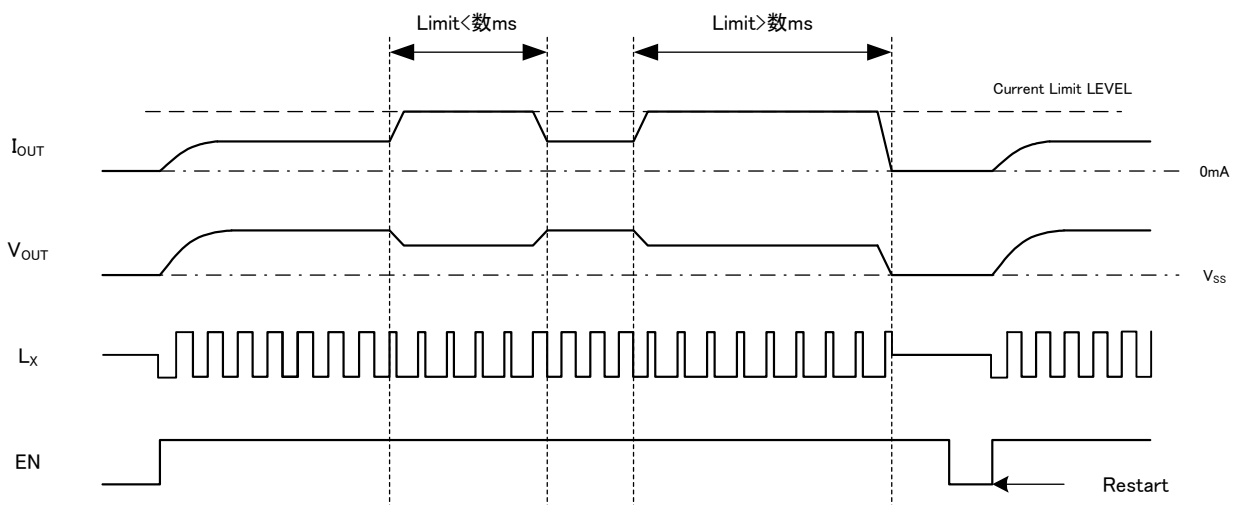 Limit<数ms
Limit>数ms
Current Limit LEVEL
IOUT
0mA
VOUT
VSS
LX
EN
Restart